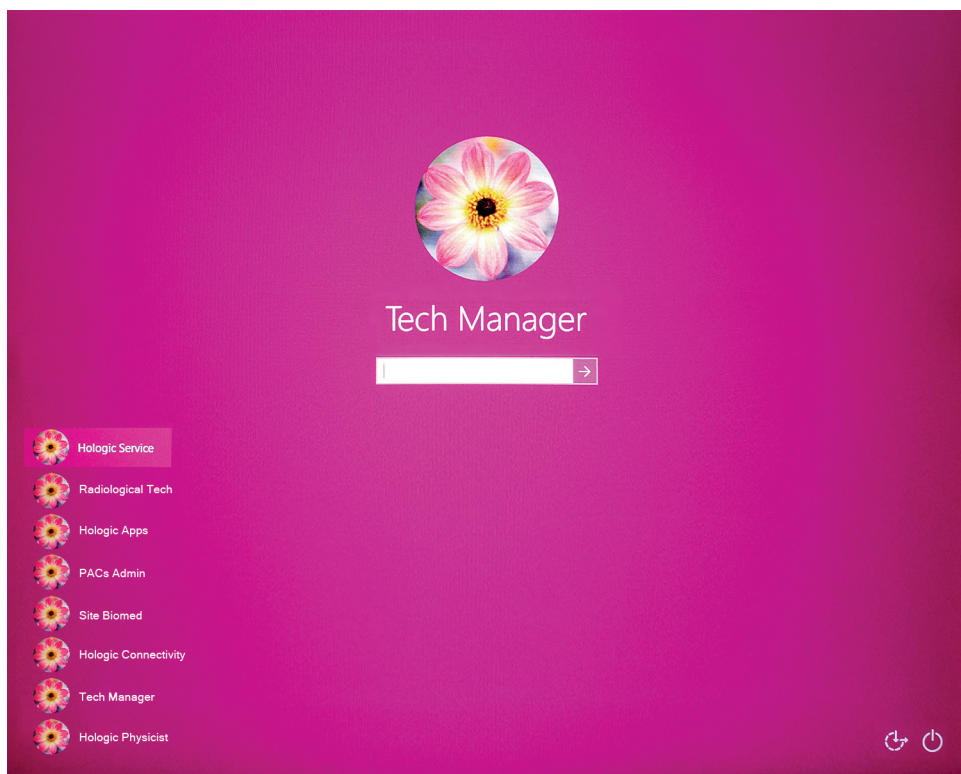 Tech Manager
Hologic Service
Radiological Tech
Hologic Apps
PACs Admin
Site Biomed
Hologic Connectivity
Tech Manager
Hologic Physicist